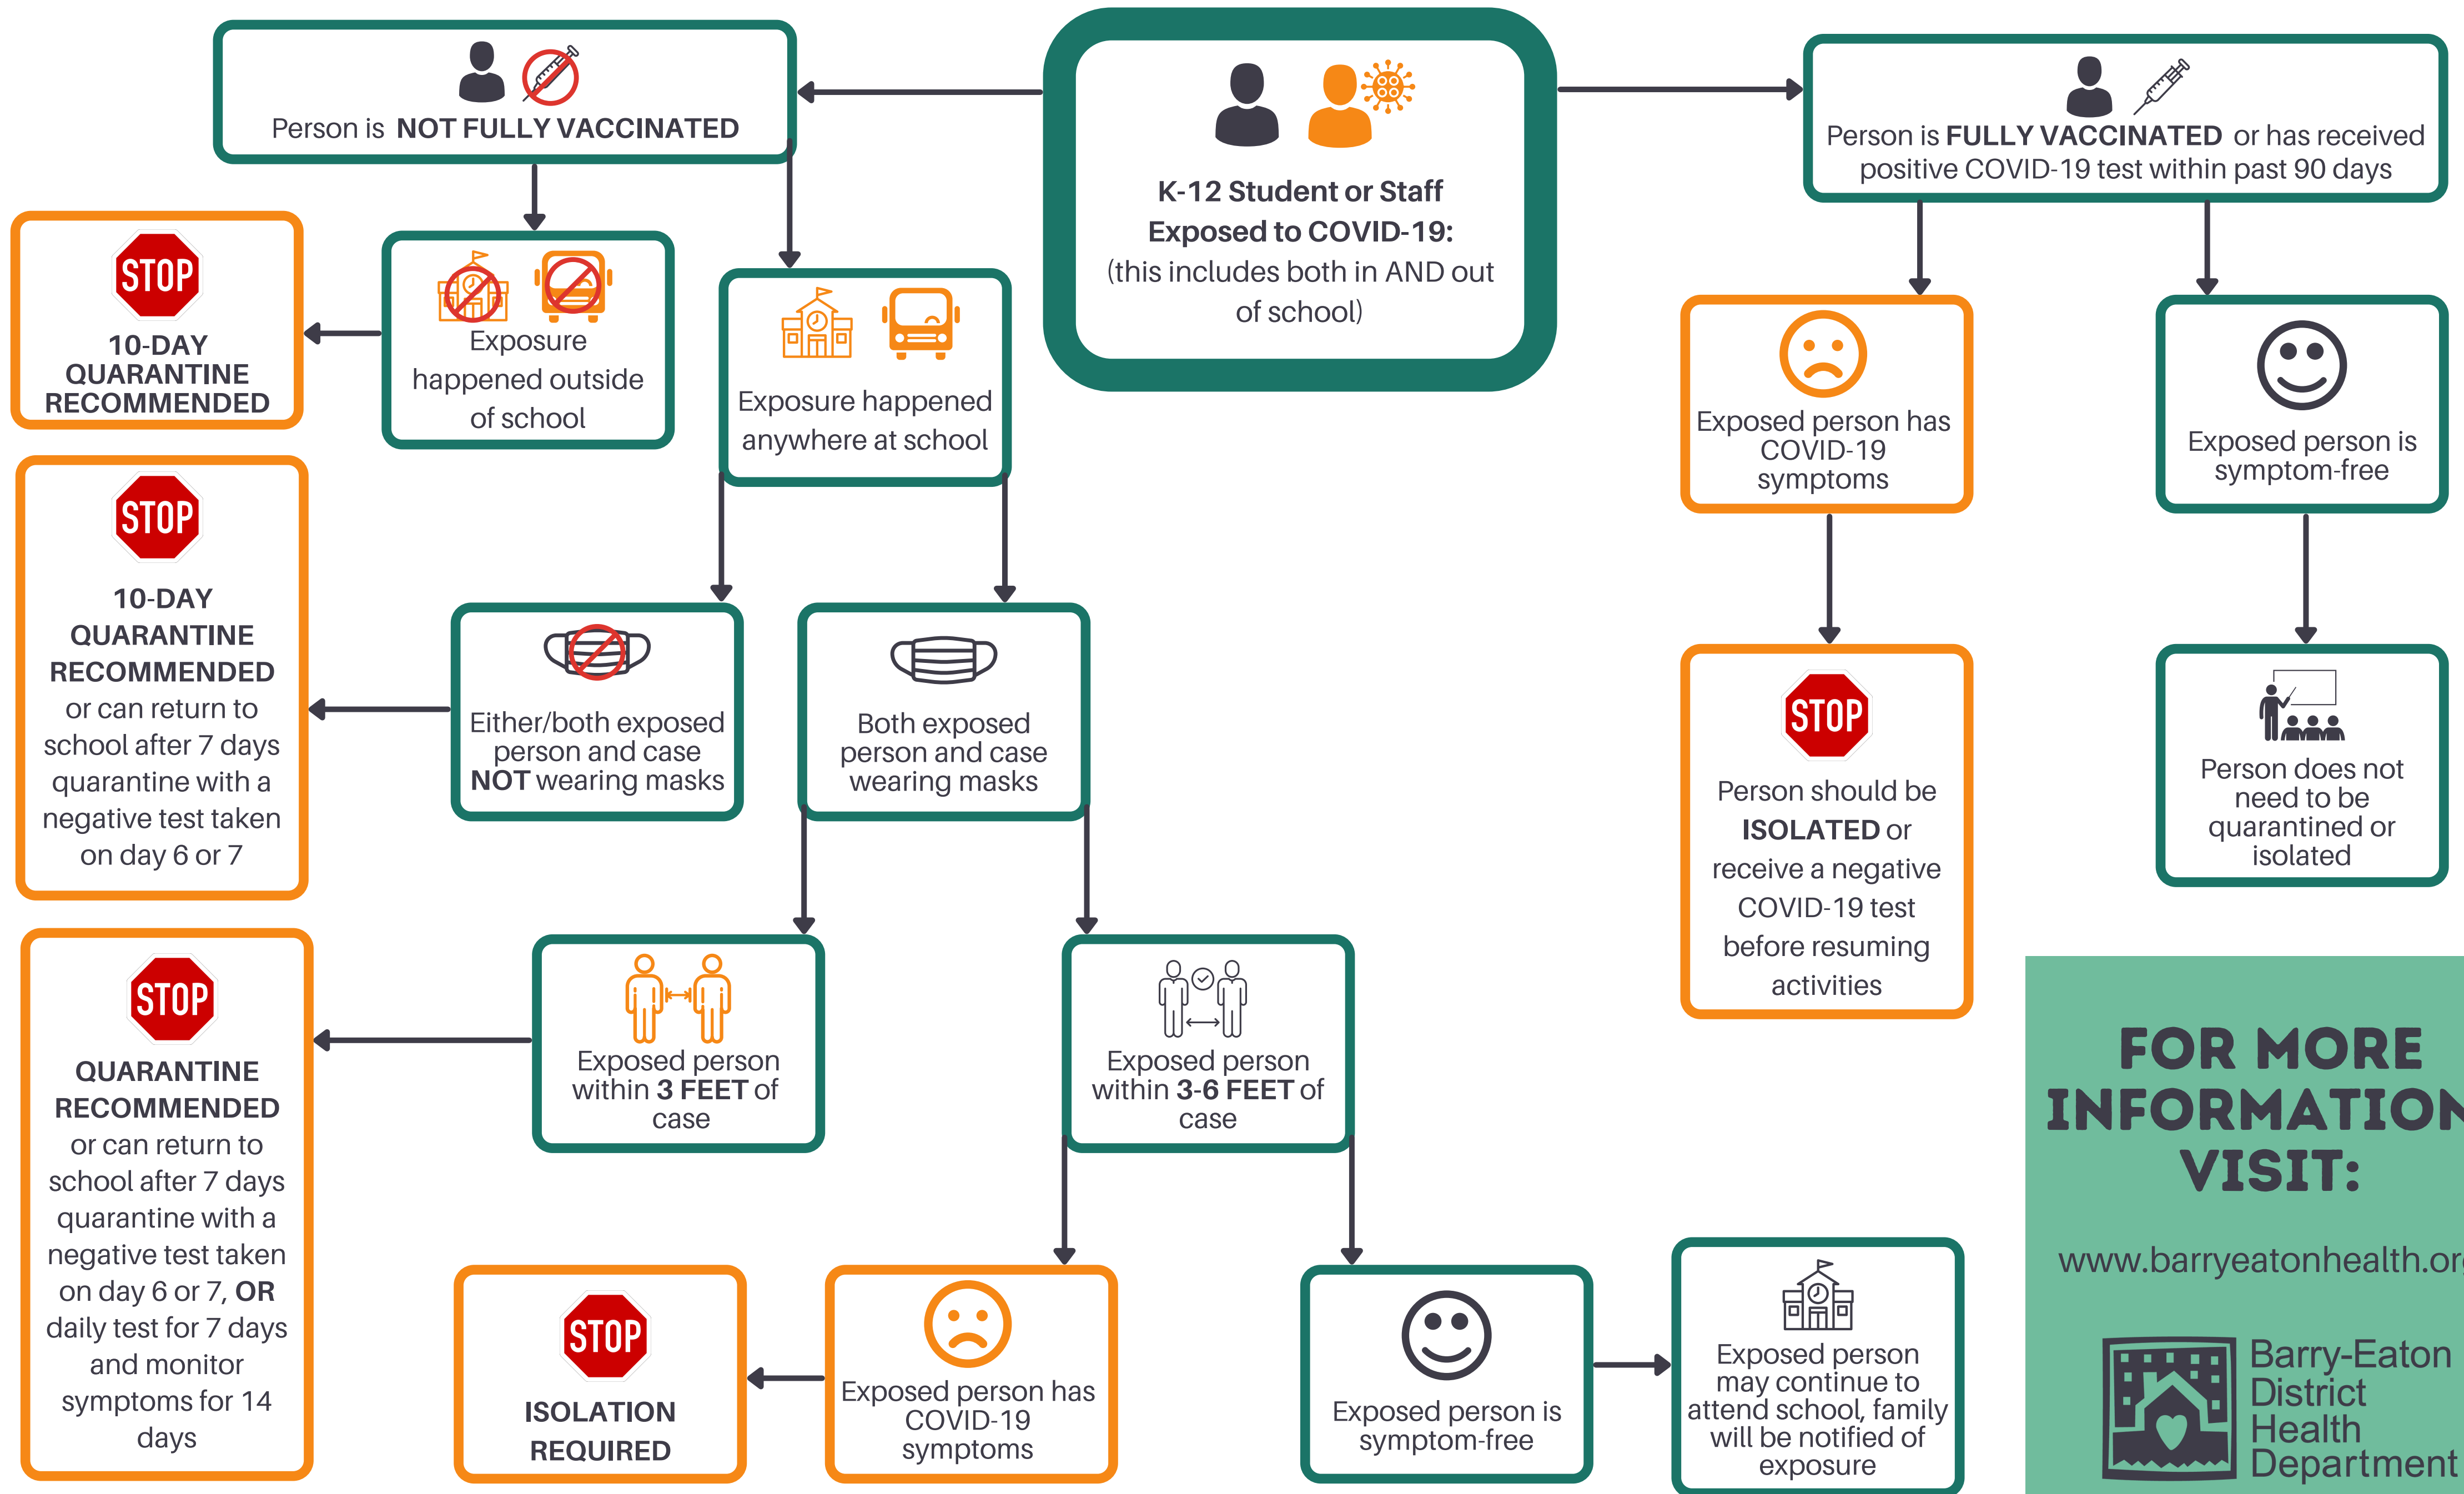 Person is NOT FULLY VACCINATED
K-12 Student or Staff
Exposed to COVID-19:
(this includes both in AND out
of school)
Person is FULLY VACCINATED or has received
positive COVID-19 test within past 90 days
STOP
10-DAY
QUARANTINE
RECOMMENDED
Exposure
happened outside
of school
Exposure happened
anywhere at school
Exposed person has
COVID-19
symptoms
Exposed person is
symptom-free
STOP
10-DAY
QUARANTINE
RECOMMENDED
or can return to
school after 7 days
quarantine with a
negative test taken
on day 6 or 7
Either/both exposed
person and case
NOT wearing masks
Both exposed
person and case
wearing masks
STOP
Person should be
ISOLATED or
receive a negative
COVID-19 test
before resuming
activities
Person does not
need to be
quarantined or
isolated
STOP
QUARANTINE
RECOMMENDED
or can return to
school after 7 days
quarantine with a
negative test taken
on day 6 or 7, OR
daily test for 7 days
and monitor
symptoms for 14
days
Exposed person
within 3 FEET of
case
Exposed person
within 3-6 FEET of
case
STOP
ISOLATION
REQUIRED
Exposed person has
COVID-19
symptoms
Exposed person is
symptom-free
Exposed person
may continue to
attend school, family
will be notified of
exposure
FOR MORE
INFORMATION
VISIT:
www.barryeatonhealth.org
Barry-Eaton
District
Health
Department